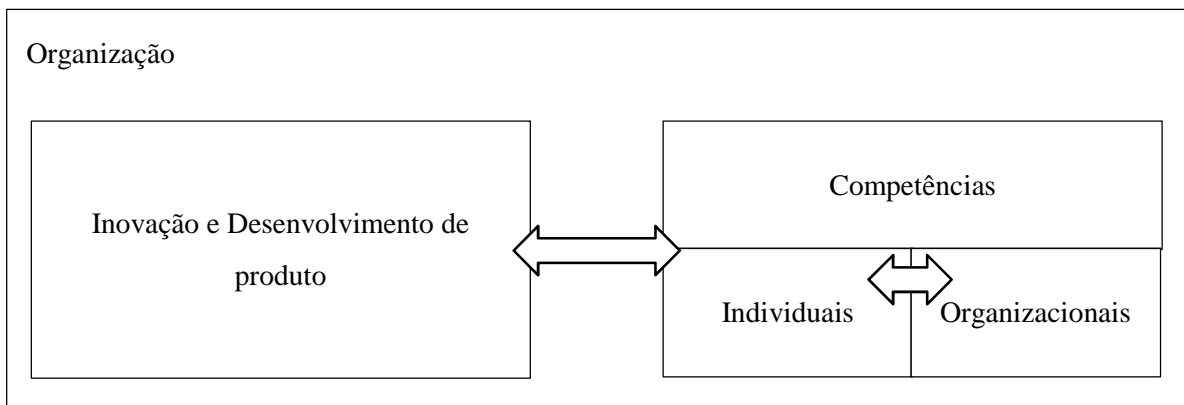 Organização
Inovação e Desenvolvimento de
produto
Competências
Individuais
Organizacionais